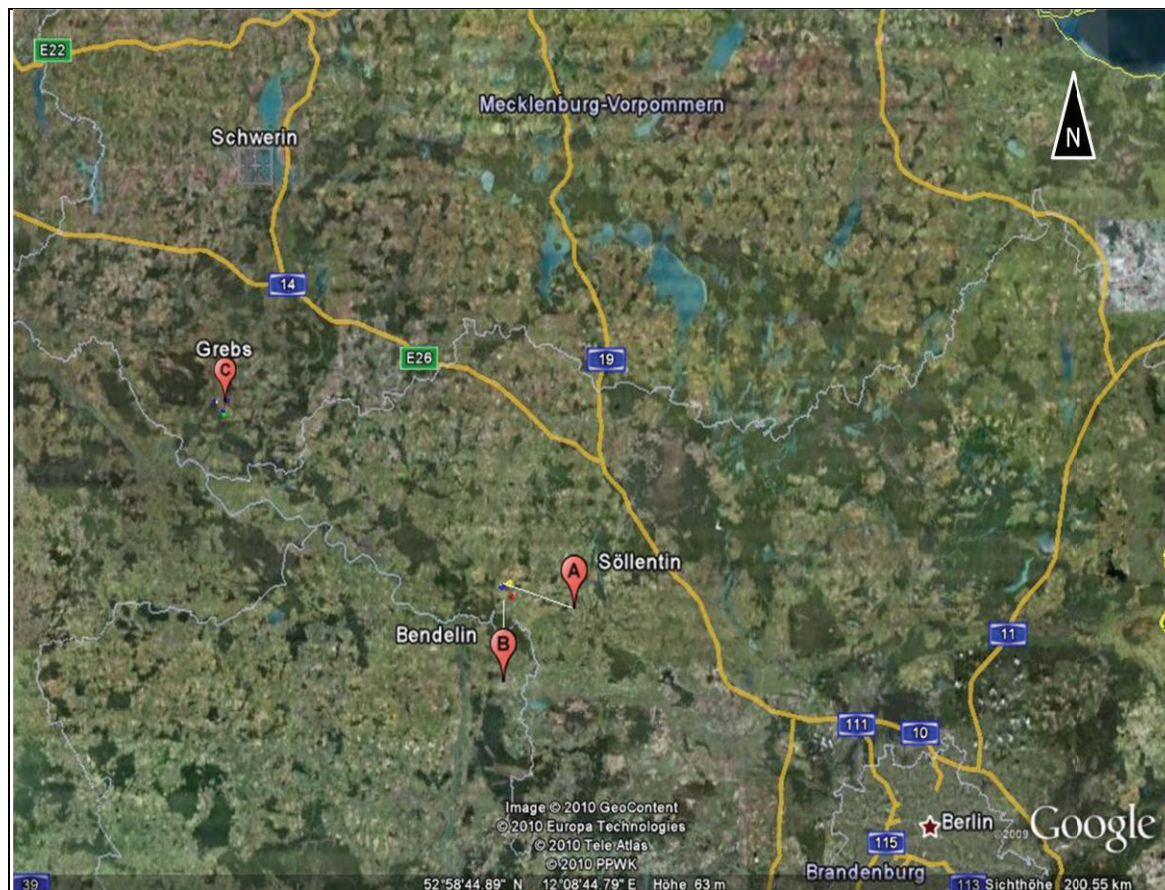 E22
Mecklenburg-Vorpommern
Schwerin
N
14
Grebs
C
E26
19
A
Söllentin
Bendelin
B
11
111
10
Image © 2010 GeoContent
© 2010 Europa Technologies
© 2010 Tele Atlas
© 2010 PPWK
Berlin
©2009
Google
115
Brandenburg
39
52°58'44.89" N 12°08'44.79" E Höhe 63 m
113
Sichthöhe 200.55 km